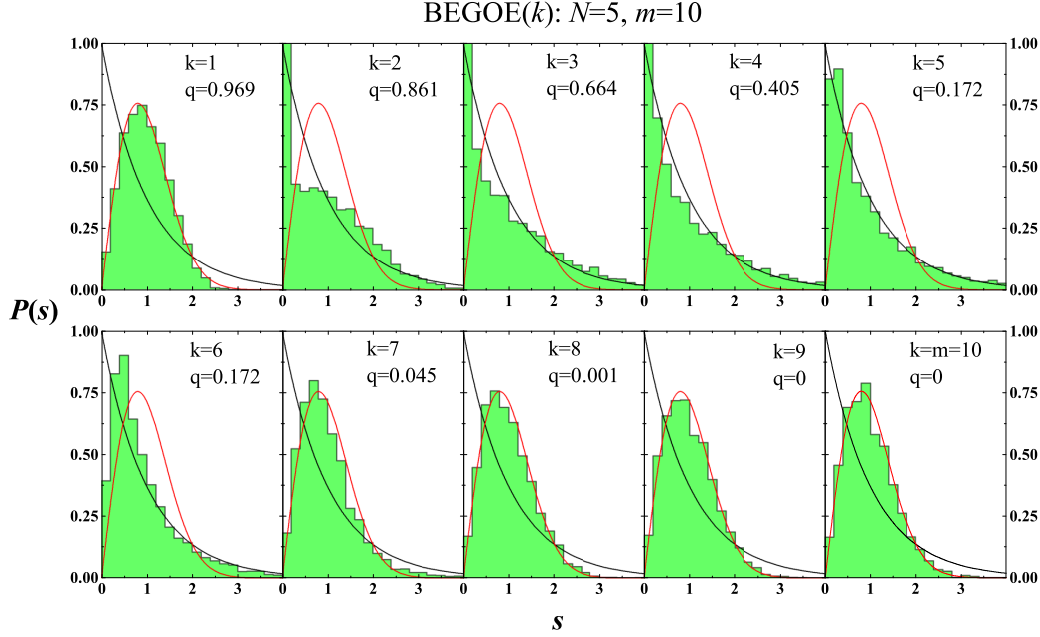 BEGOE(k): N=5, m=10
1.00
0.75
0.50
0.25
0.00
k=1
q=0.969
k=2
q=0.861
k=3
q=0.664
k=4
q=0.405
k=5
q=0.172
1.00
0.75
0.50
0.25
0.00
0 1 2 3 0 1 2 3 0 1 2 3 0 1 2 3 0 1 2 3
P(s)
1.00
0.75
0.50
0.25
0.00
k=6
q=0.172
k=7
q=0.045
k=8
q=0.001
k=9
q=0
k=m=10
q=0
1.00
0.75
0.50
0.25
0.00
0 1 2 3 0 1 2 3 0 1 2 3 0 1 2 3 0 1 2 3
s